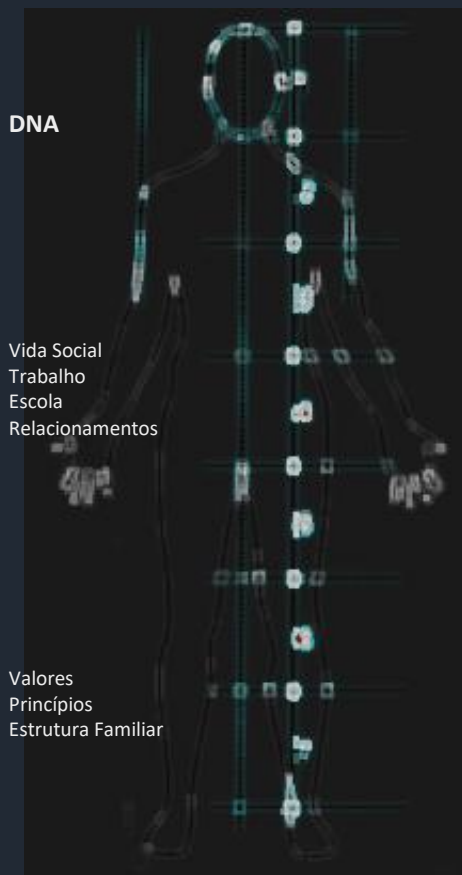 DNA
Vida Social
Trabalho
Escola
Relacionamentos
Valores
Princípios
Estrutura Familiar